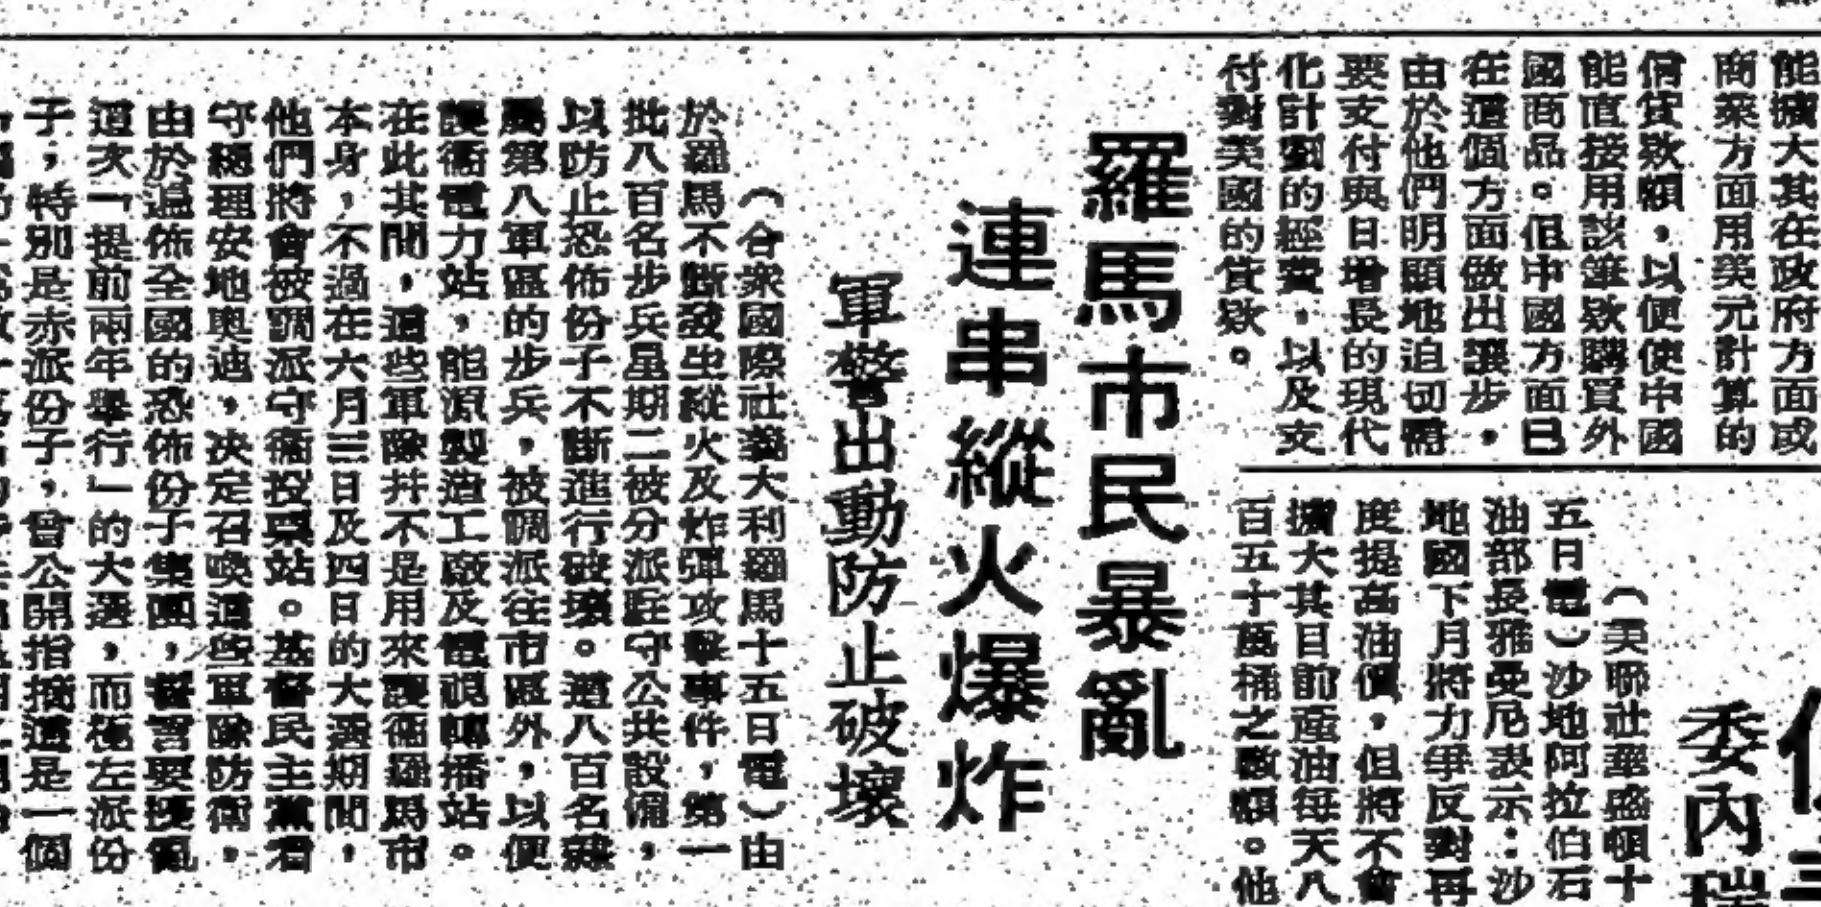 能擴大其在政府方面或
商業方面用美元計算的
信貸欵額，以便使中國
能直接用該筆欵購買外
國商品。但中國方面已
在這個方面做出讓步，
由於他們明顯地迫切需
要支付與日增長的現代
化計劃的經費，以及支
付對美國的貨欵。
委內瑞
（美聯社華盛頓十
五日電）沙地阿拉伯石
油部長雅曼尼表示：沙
地國下月將力爭反對再
度提高油價，但將不會
擴大其目前產油每天八
百五十萬桶之數額。他
羅馬市民暴亂
連串縱火爆炸
軍警出動防止破壞
（合衆國際社義大利羅馬十五日電）由
於羅馬不斷發生縱火及炸彈攻擊事件，第一
批八百名步兵星期二被分派駐守公共設備，
以防止恐佈份子不斷進行破壞。這八百名隸
屬第八軍區的步兵，被調派往市區外，以便
護衞電力站，能源製造工廠及電視轉播站。
在此其間，這些軍隊幷不是用來護衞羅馬市
本身，不過在六月三日及四日的大選期間，
他們將會被調派守衞投票站。基督民主黨看
守總理安地奧迪，决定召喚這些軍隊防衞，
由於遍佈全國的恐佈份子集團，誓言要擾亂
這次「提前兩年舉行」的大選，而極左派份
子，特別是赤派份子，曾公開指摘這是一個